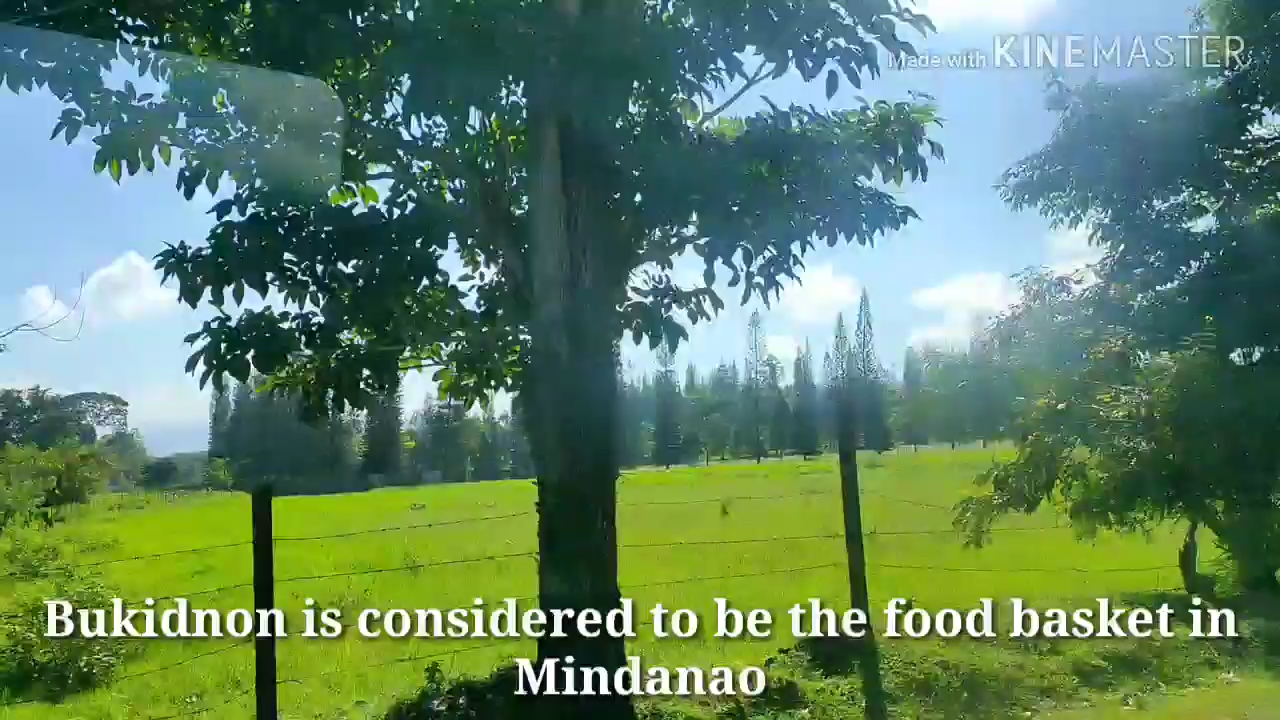 Made with KINEMASTER
Bukidnon is considered to be the food basket in
Mindanao